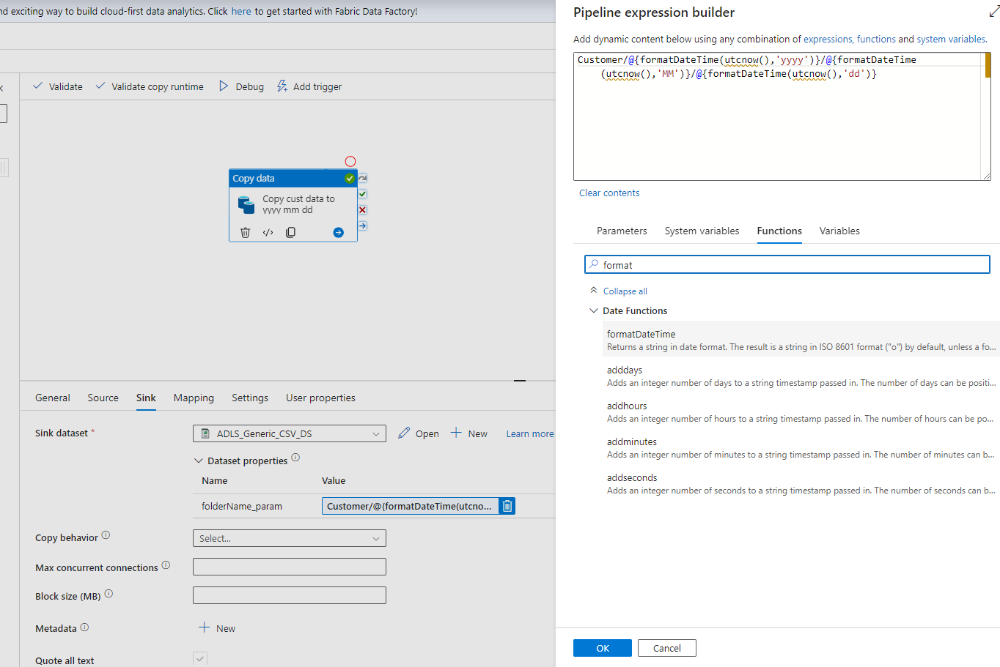 nd exciting way to build cloud-first data analytics. Click here to get started with Fabric Data Factory!
Validate
Validate copy runtime
Debug
Add trigger
Copy data
Copy cust data to
yyyy mm dd
General
Source
Sink
Mapping
Settings
User properties
Sink dataset *
ADLS_Generic_CSV_DS
Open
New
Learn more
Dataset properties
Name
Value
folderName_param
Customer/@{formatDateTime(utcno...
Copy behavior
Select...
Max concurrent connections
Block size (MB)
Metadata
New
Quote all text
Pipeline expression builder
Add dynamic content below using any combination of expressions, functions and system variables.
Customer/@{formatDateTime(utcnow(),'yyyy')}/@{formatDateTime
(utcnow(),'MM')}/@{formatDateTime(utcnow(),'dd')}
Clear contents
Parameters
System variables
Functions
Variables
format
Collapse all
Date Functions
formatDateTime
Returns a string in date format. The result is a string in ISO 8601 format ("o") by default, unless a fo...
adddays
Adds an integer number of days to a string timestamp passed in. The number of days can be positi...
addhours
Adds an integer number of hours to a string timestamp passed in. The number of hours can be po...
addminutes
Adds an integer number of minutes to a string timestamp passed in. The number of minutes can b...
addseconds
Adds an integer number of seconds to a string timestamp passed in. The number of seconds can b...
OK
Cancel